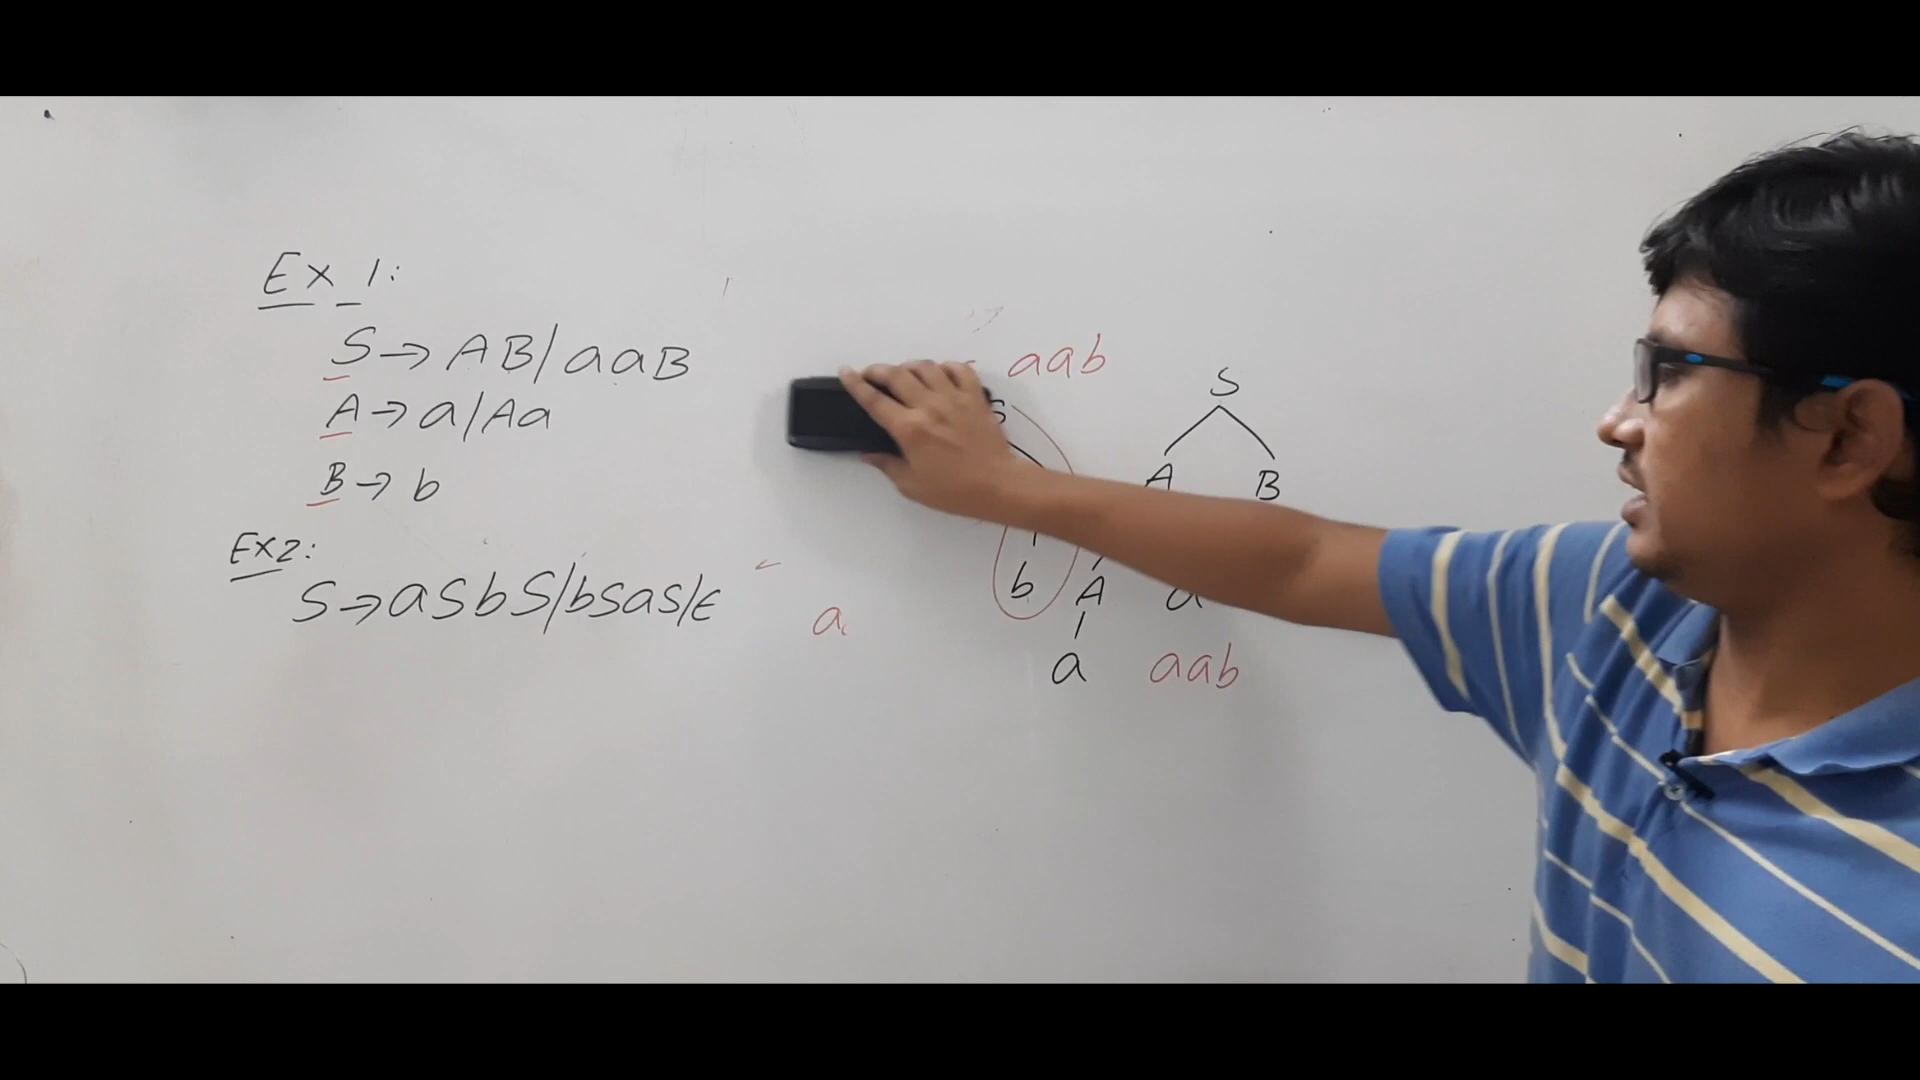 Ex 1:
S → AB/aaB
A → a/Aa
B → b
Ex2:
S → aSbS/bSaS/ϵ
a
aab
S
b
S
A B
A a
a
aab